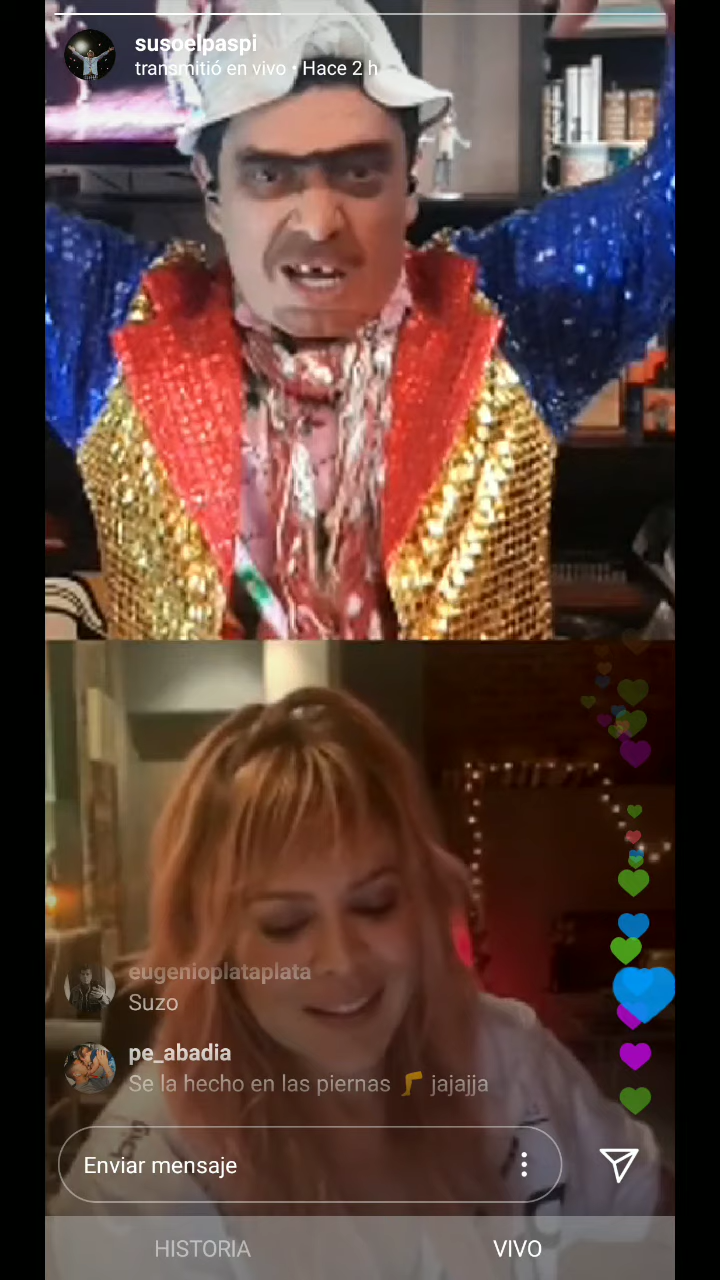 susoelpaspi
transmitió en vivo • Hace 2 h
eugenioplataplata
Suzo
pe_abadia
Se la hecho en las piernas 🦵 jajajja
Enviar mensaje
HISTORIA
VIVO